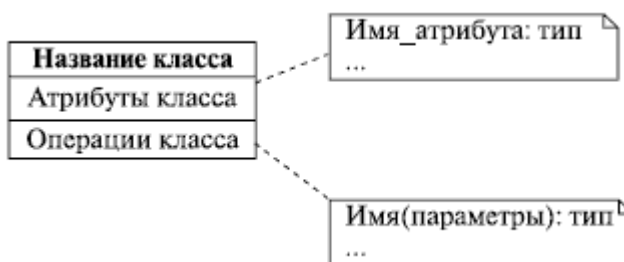 Имя_атрибута: тип
...
Название класса
Атрибуты класса
Операции класса
Имя(параметры): тип
...